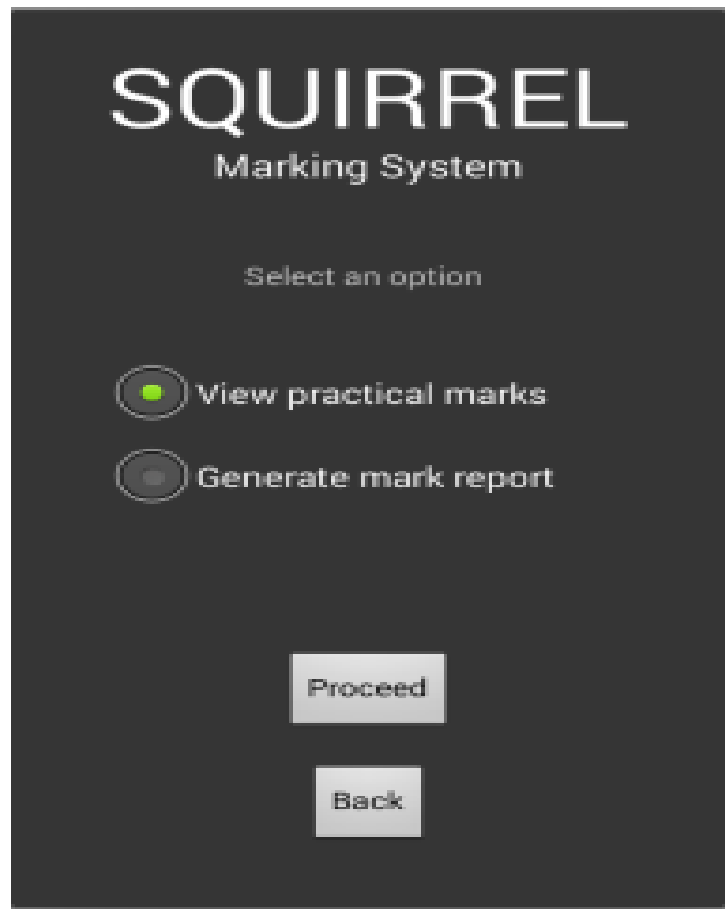 SQUIRREL
Marking System
Select an option
View practical marks
Generate mark report
Proceed
Back